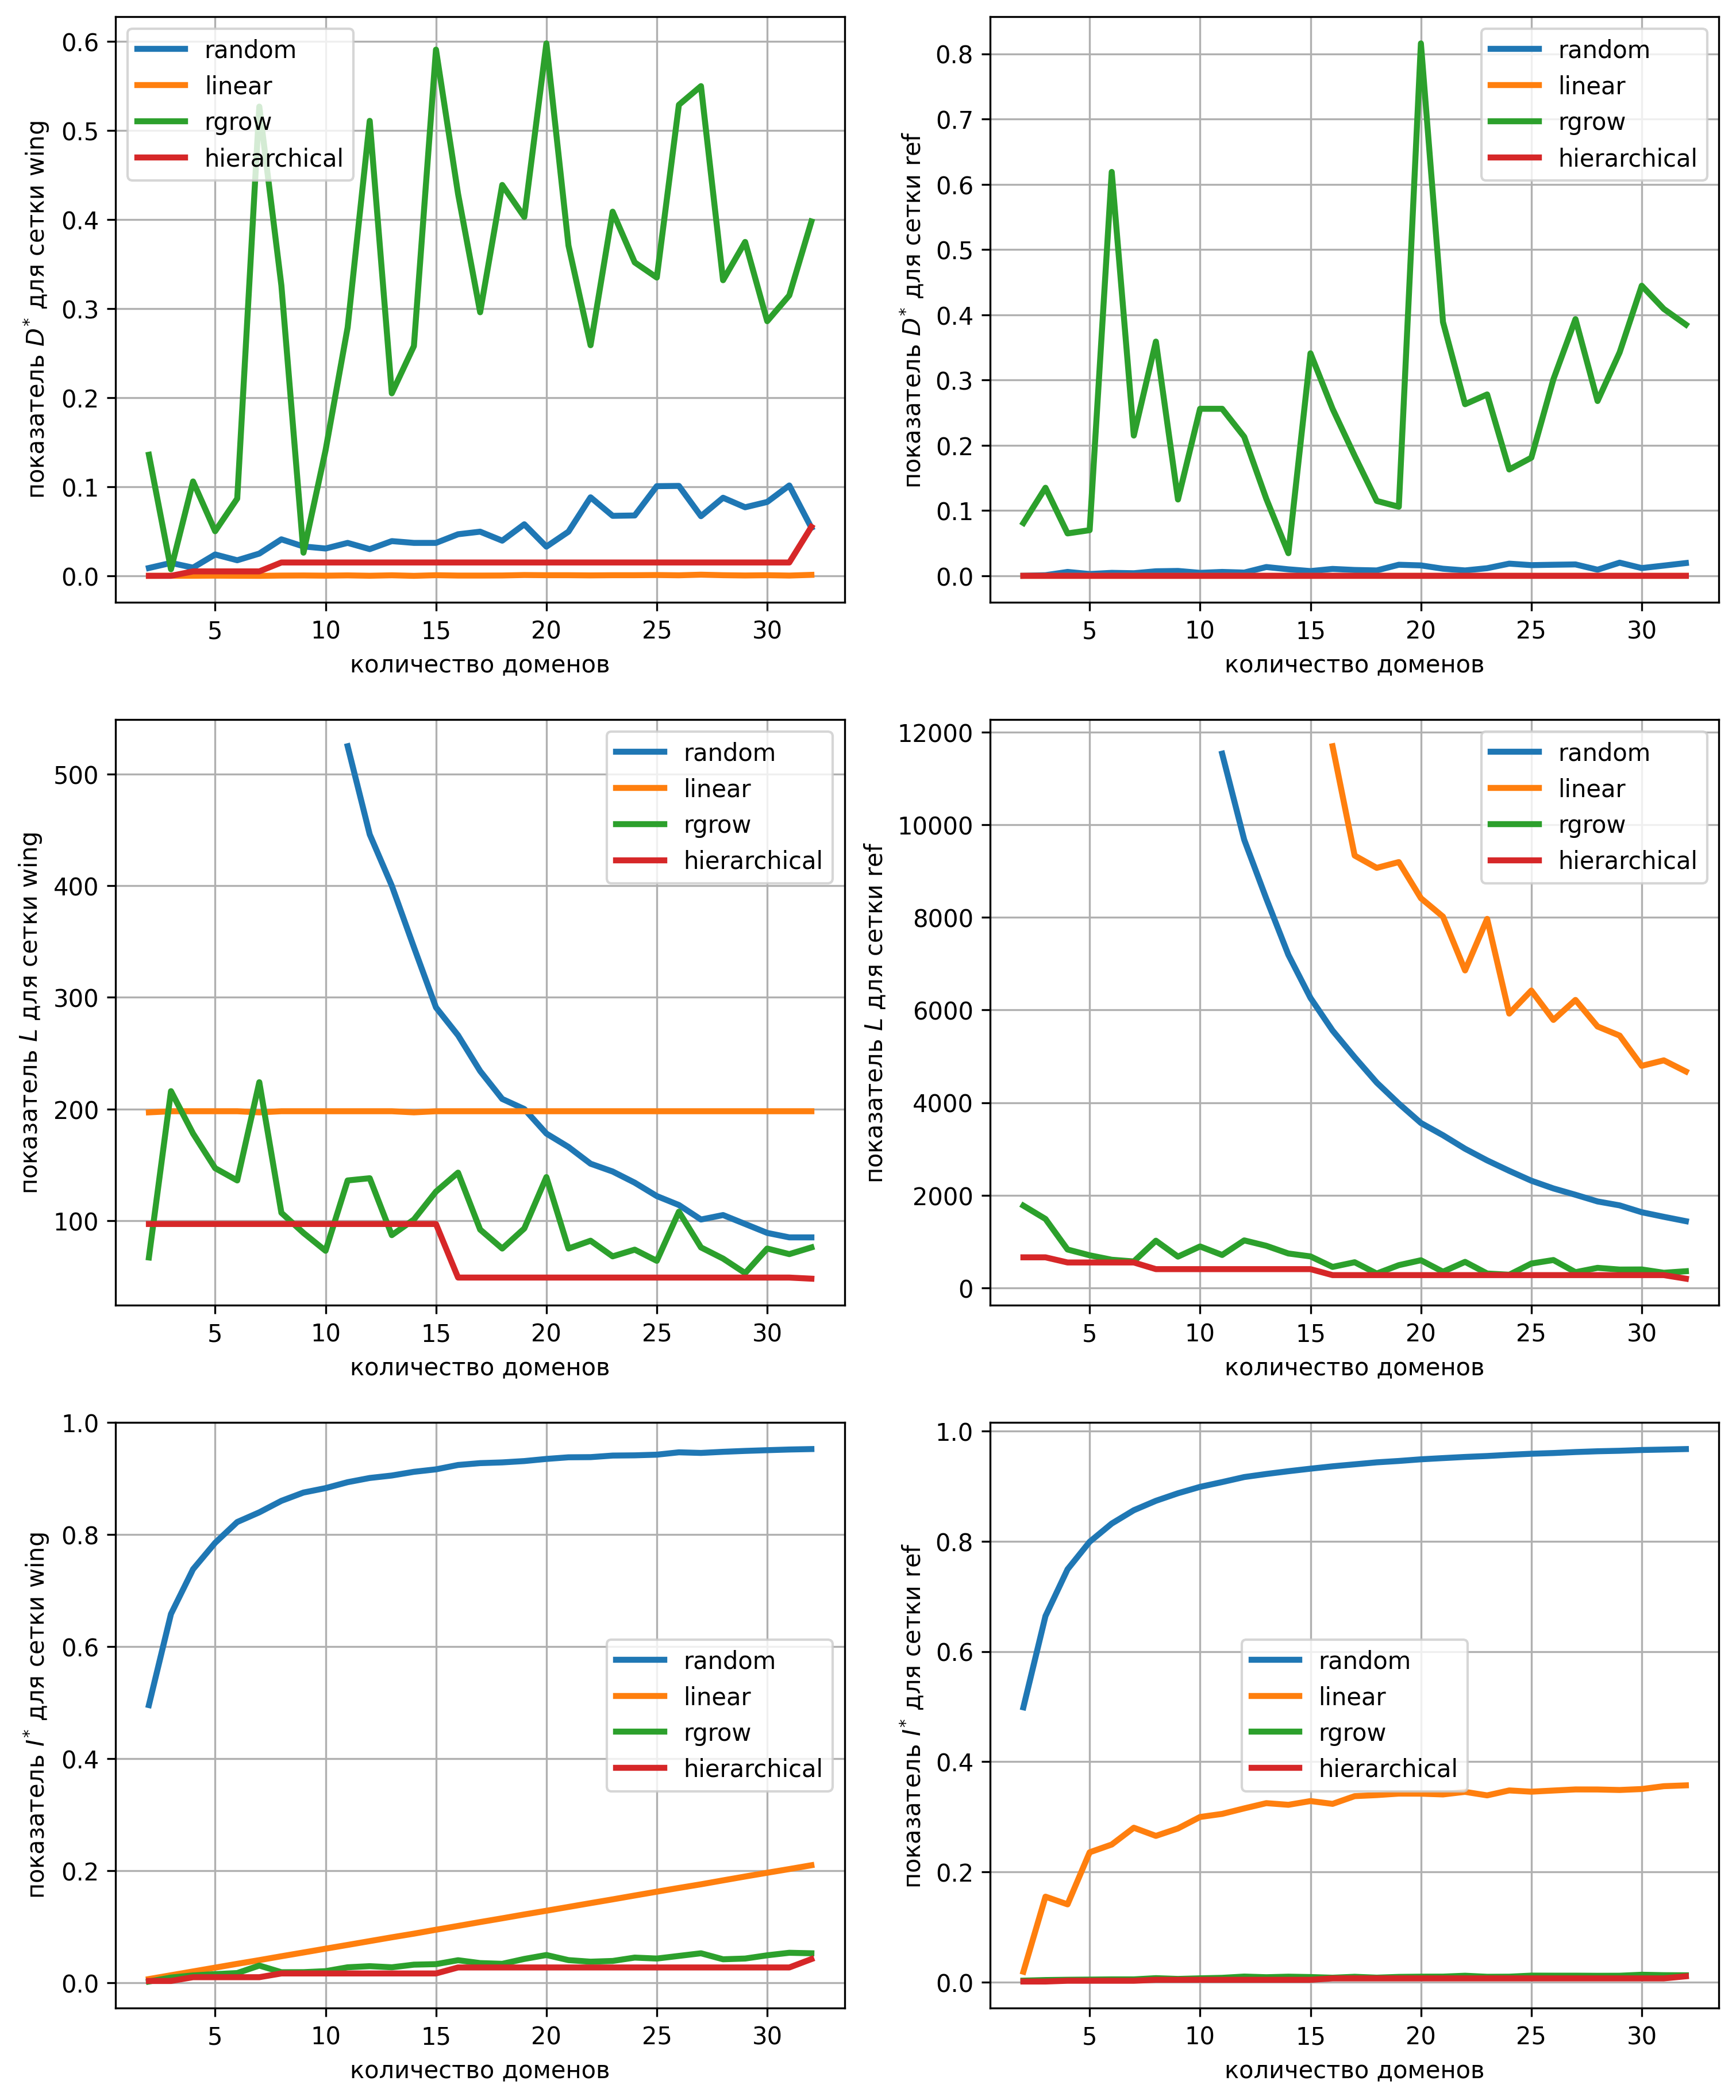 показатель D* для сетки wing
0.6
0.5
0.4
0.3
0.2
0.1
0.0
random
linear
rgrow
hierarchical
5 10 15 20 25 30
количество доменов
показатель D* для сетки ref
0.8
0.7
0.6
0.5
0.4
0.3
0.2
0.1
0.0
random
linear
rgrow
hierarchical
5 10 15 20 25 30
количество доменов
показатель L для сетки wing
500
400
300
200
100
random
linear
rgrow
hierarchical
5 10 15 20 25 30
количество доменов
показатель L для сетки ref
12000
10000
8000
6000
4000
2000
0
random
linear
rgrow
hierarchical
5 10 15 20 25 30
количество доменов
показатель I* для сетки wing
1.0
0.8
0.6
0.4
0.2
0.0
random
linear
rgrow
hierarchical
5 10 15 20 25 30
количество доменов
показатель I* для сетки ref
1.0
0.8
0.6
0.4
0.2
0.0
random
linear
rgrow
hierarchical
5 10 15 20 25 30
количество доменов